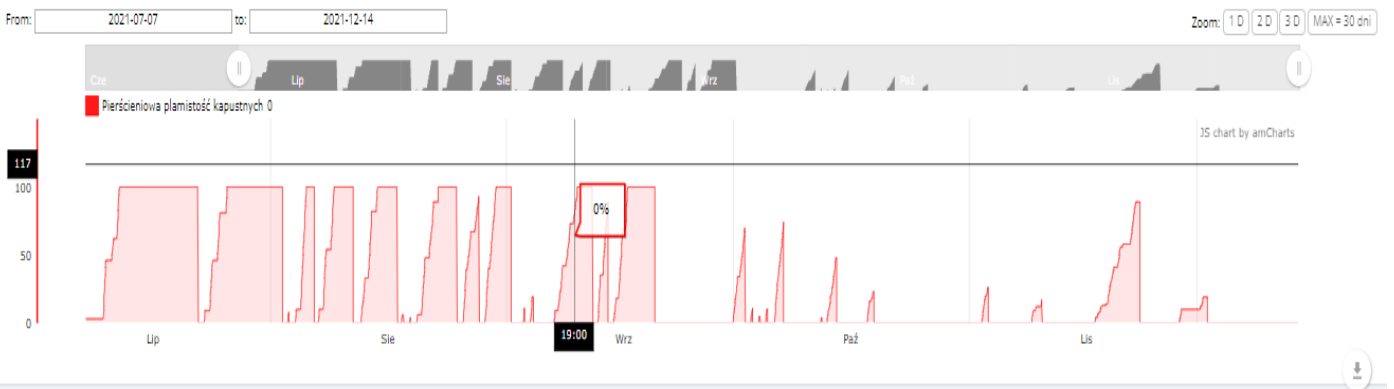 From: 2021-07-07 to: 2021-12-14 Zoom: 1 D 2 D 3 D MAX = 30 dni
Cze Lip Sie Wrz Paź Lis
Pierścieniowa plamistość kapustnych 0
JS chart by amCharts
117
100
0%
50
0
19:00
Lip Sie Wrz Paź Lis